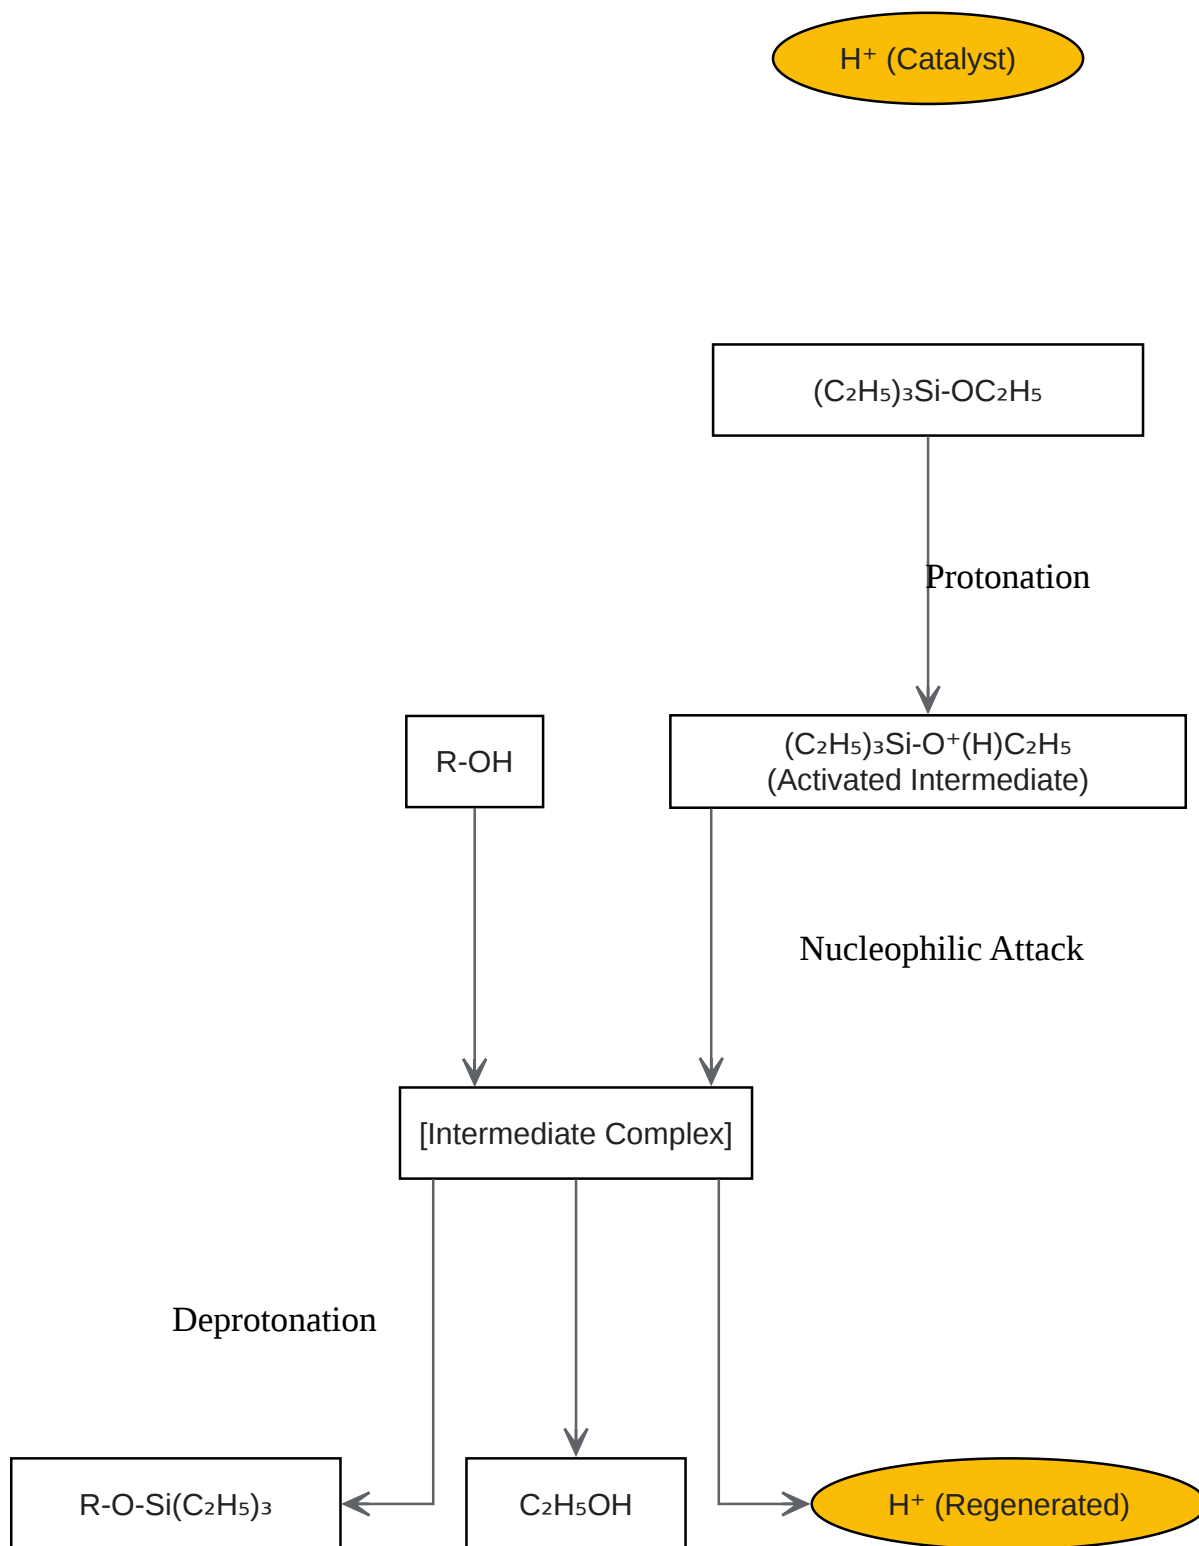 H⁺ (Catalyst)
(C₂H₅)₃Si-OC₂H₅
Protonation
R-OH
(C₂H₅)₃Si-O⁺(H)C₂H₅
(Activated Intermediate)
Nucleophilic Attack
[Intermediate Complex]
Deprotonation
R-O-Si(C₂H₅)₃
C₂H₅OH
H⁺ (Regenerated)